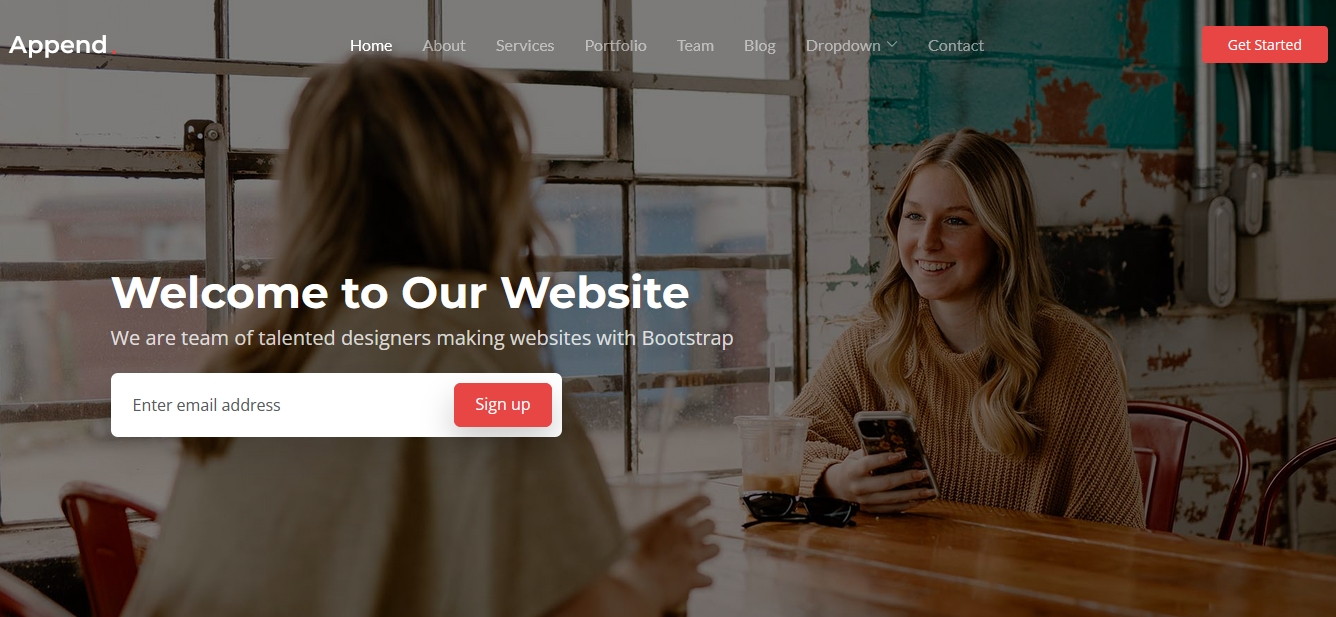 Append.
Home About Services Portfolio Team Blog Dropdown Contact
Get Started
Welcome to Our Website
We are team of talented designers making websites with Bootstrap
Enter email address
Sign up